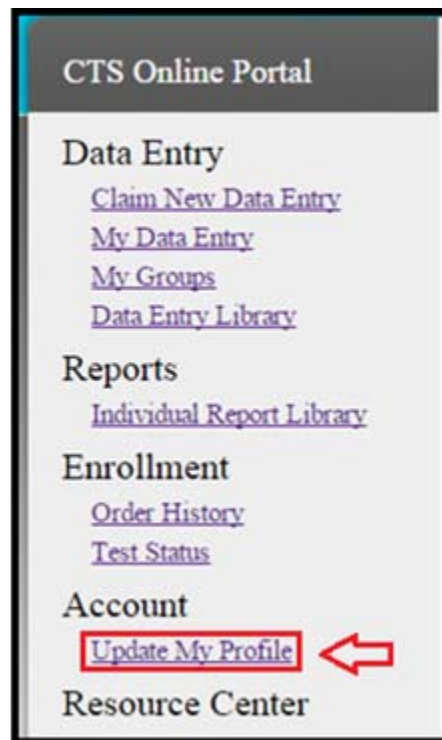 CTS Online Portal
Data Entry
Claim New Data Entry
My Data Entry
My Groups
Data Entry Library
Reports
Individual Report Library
Enrollment
Order History
Test Status
Account
Update My Profile
Resource Center